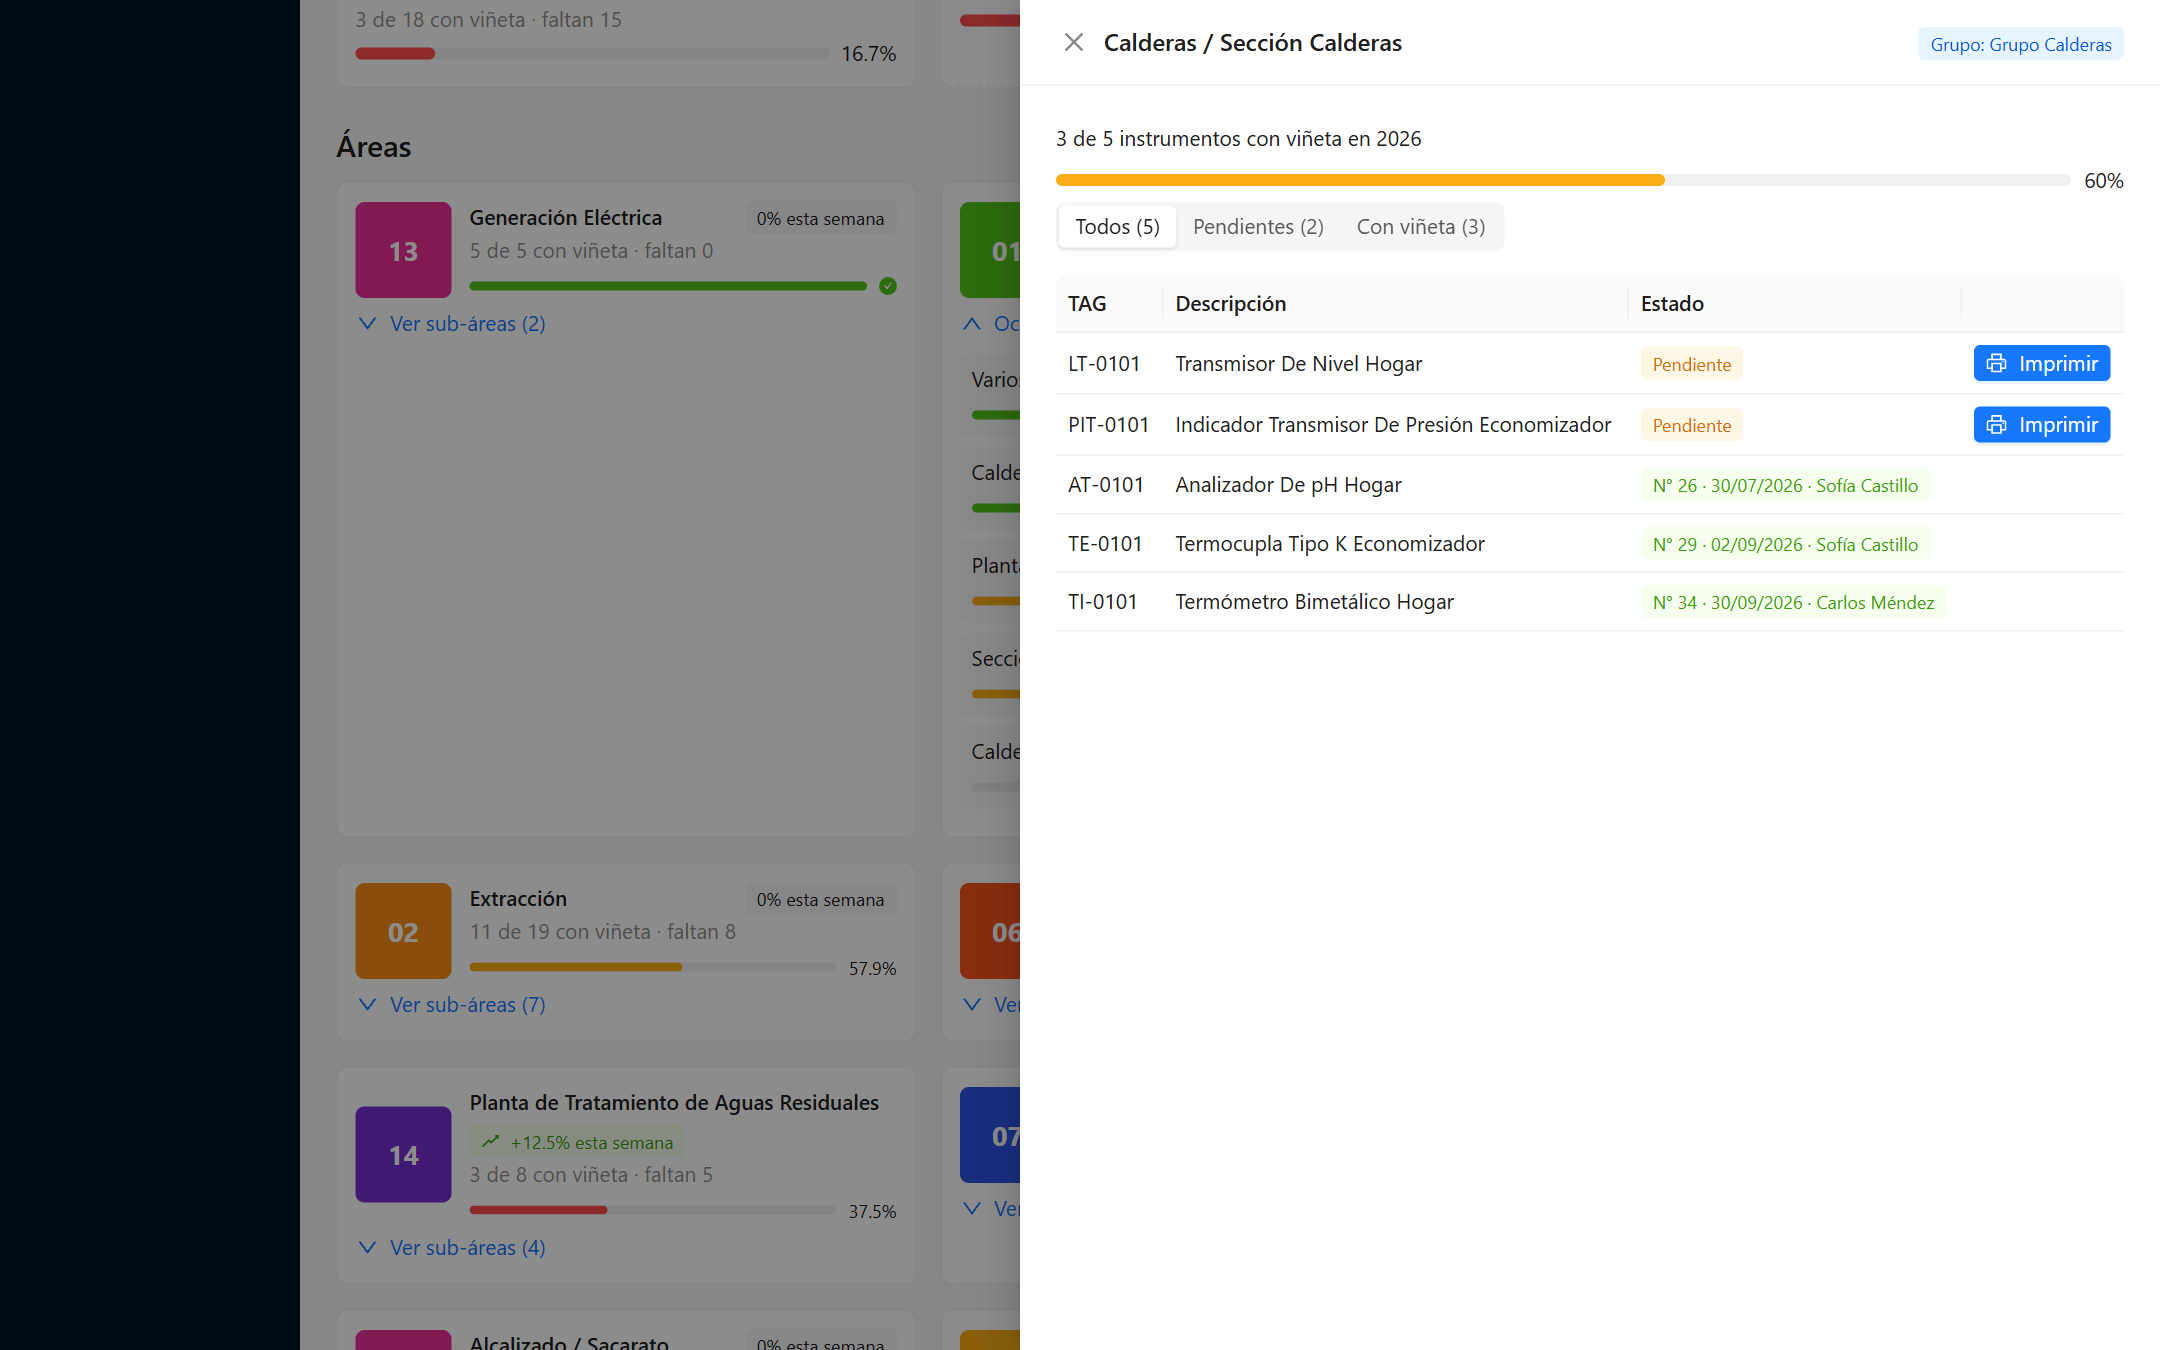 3 de 18 con viñeta · faltan 15
16.7%
Áreas
13
Generación Eléctrica
0% esta semana
5 de 5 con viñeta · faltan 0
Ver sub-áreas (2)
01
02
Extracción
0% esta semana
11 de 19 con viñeta · faltan 8
57.9%
Ver sub-áreas (7)
06
14
Planta de Tratamiento de Aguas Residuales
+12.5% esta semana
3 de 8 con viñeta · faltan 5
37.5%
Ver sub-áreas (4)
07
Alcalizado / Sacarato
0% esta semana
Calderas / Sección Calderas
Grupo: Grupo Calderas
3 de 5 instrumentos con viñeta en 2026
60%
Todos (5) Pendientes (2) Con viñeta (3)
TAG Descripción Estado
LT-0101 Transmisor De Nivel Hogar Pendiente Imprimir
PIT-0101 Indicador Transmisor De Presión Economizador Pendiente Imprimir
AT-0101 Analizador De pH Hogar N° 26 · 30/07/2026 · Sofía Castillo
TE-0101 Termocupla Tipo K Economizador N° 29 · 02/09/2026 · Sofía Castillo
TI-0101 Termómetro Bimetálico Hogar N° 34 · 30/09/2026 · Carlos Méndez